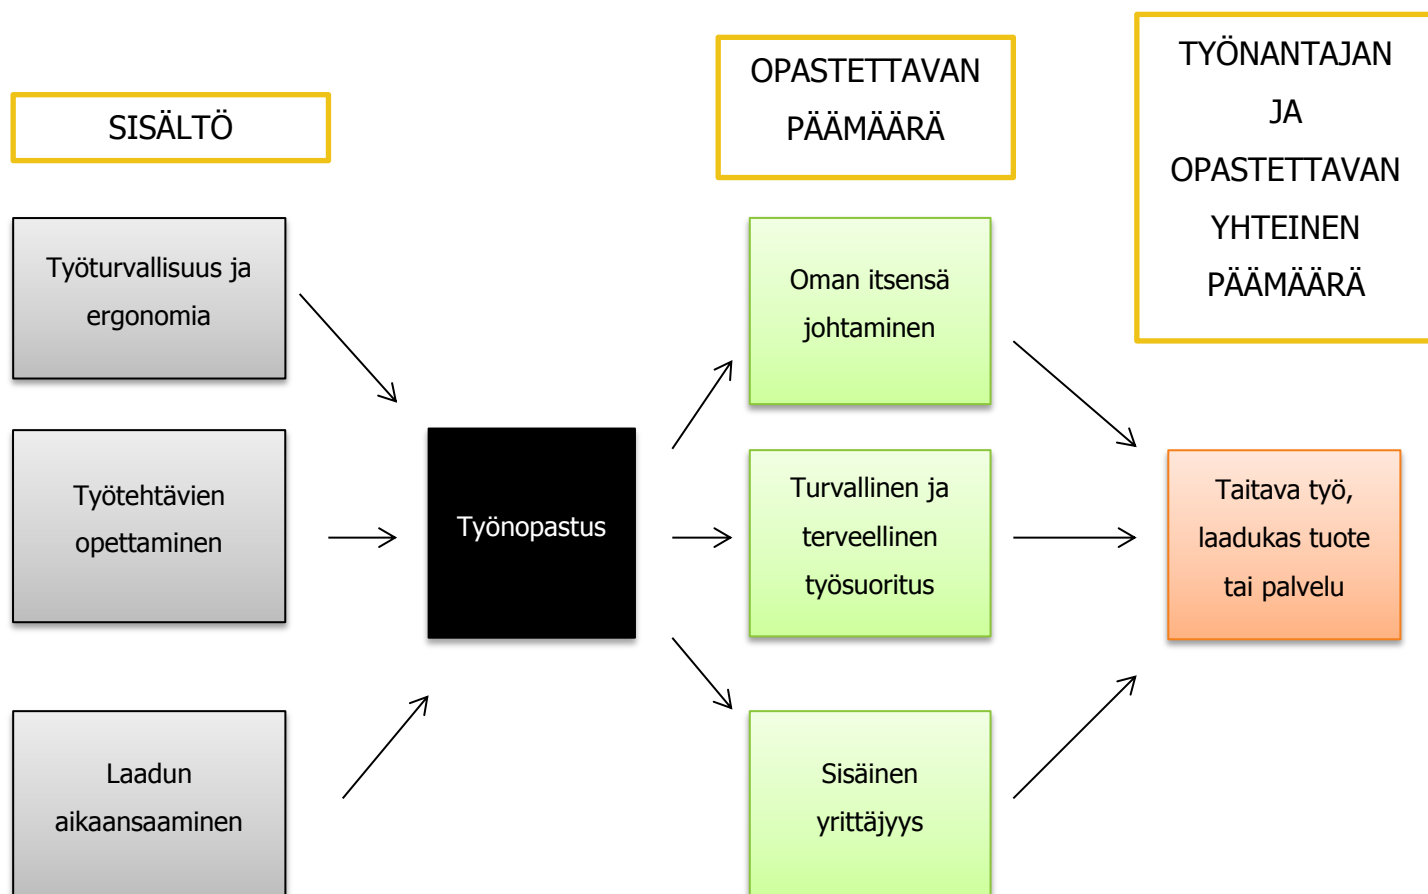 SISÄLTÖ
OPASTETTAVAN
PÄÄMÄÄRÄ
TYÖNANTAJAN
JA
OPASTETTAVAN
YHTEINEN
PÄÄMÄÄRÄ
Työturvallisuus ja
ergonomia
Työtehtävien
opettaminen
Laadun
aikaansaaminen
Työnopastus
Oman itsensä
johtaminen
Turvallinen ja
terveellinen
työsuoritus
Sisäinen
yrittäjyys
Taitava työ,
laadukas tuote
tai palvelu